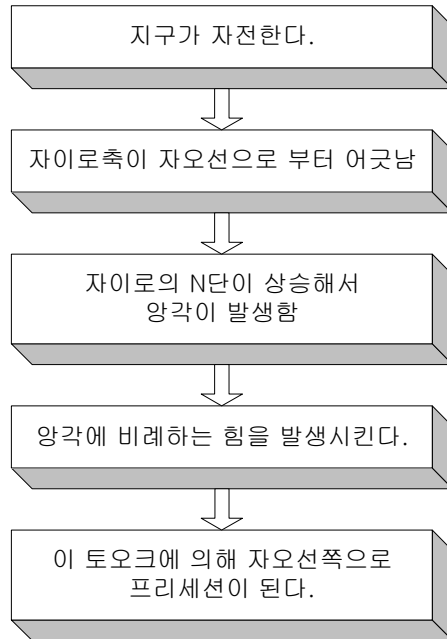 지구가 자전한다.
자이로축이 자오선으로 부터 어긋남
자이로의 N단이 상승해서
앙각이 발생함
앙각에 비례하는 힘을 발생시킨다.
이 토오크에 의해 자오선쪽으로
프리세션이 된다.